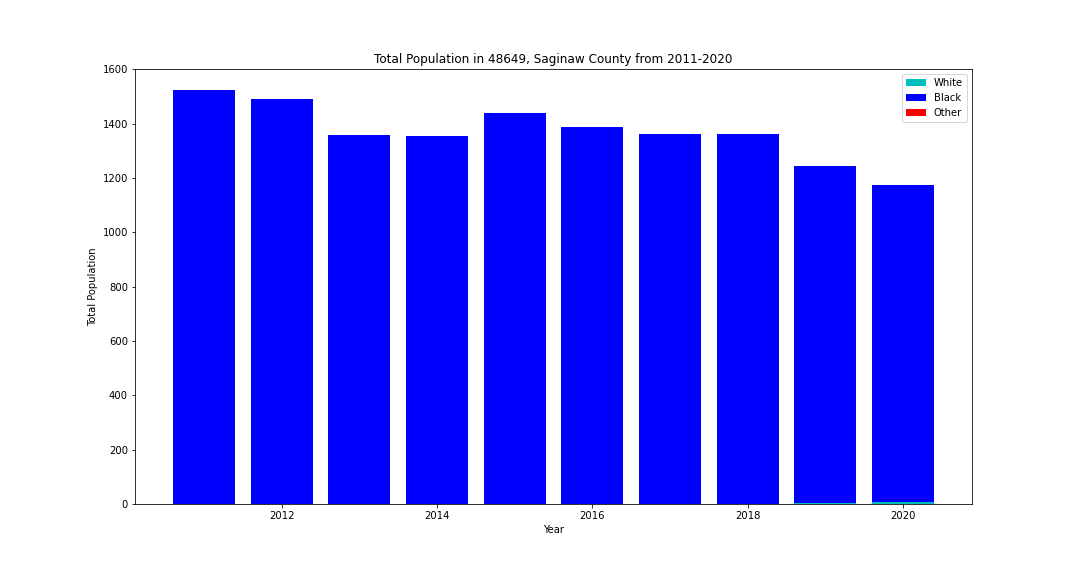 Total Population in 48649, Saginaw County from 2011-2020
1600
1400
1200
1000
800
600
400
200
0
Total Population
White
Black
Other
2012
2014
2016
2018
2020
Year